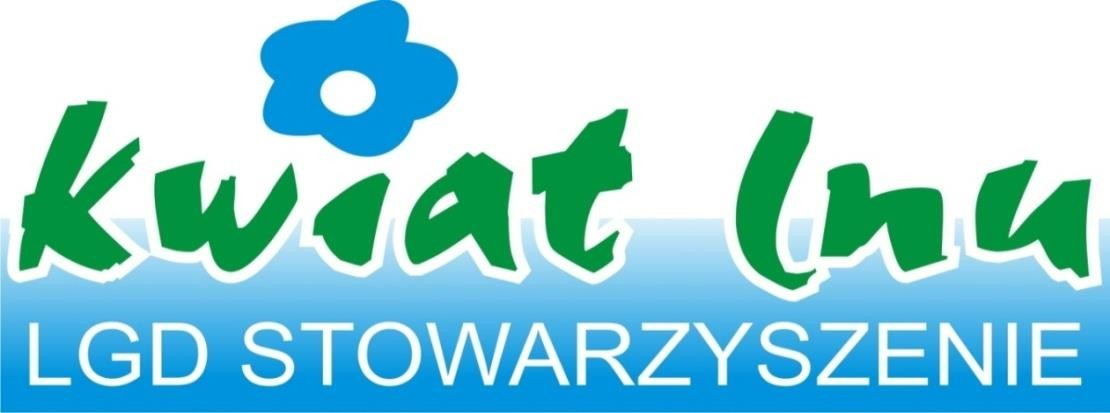 Kwiat lnu
LGD STOWARZYSZENIE